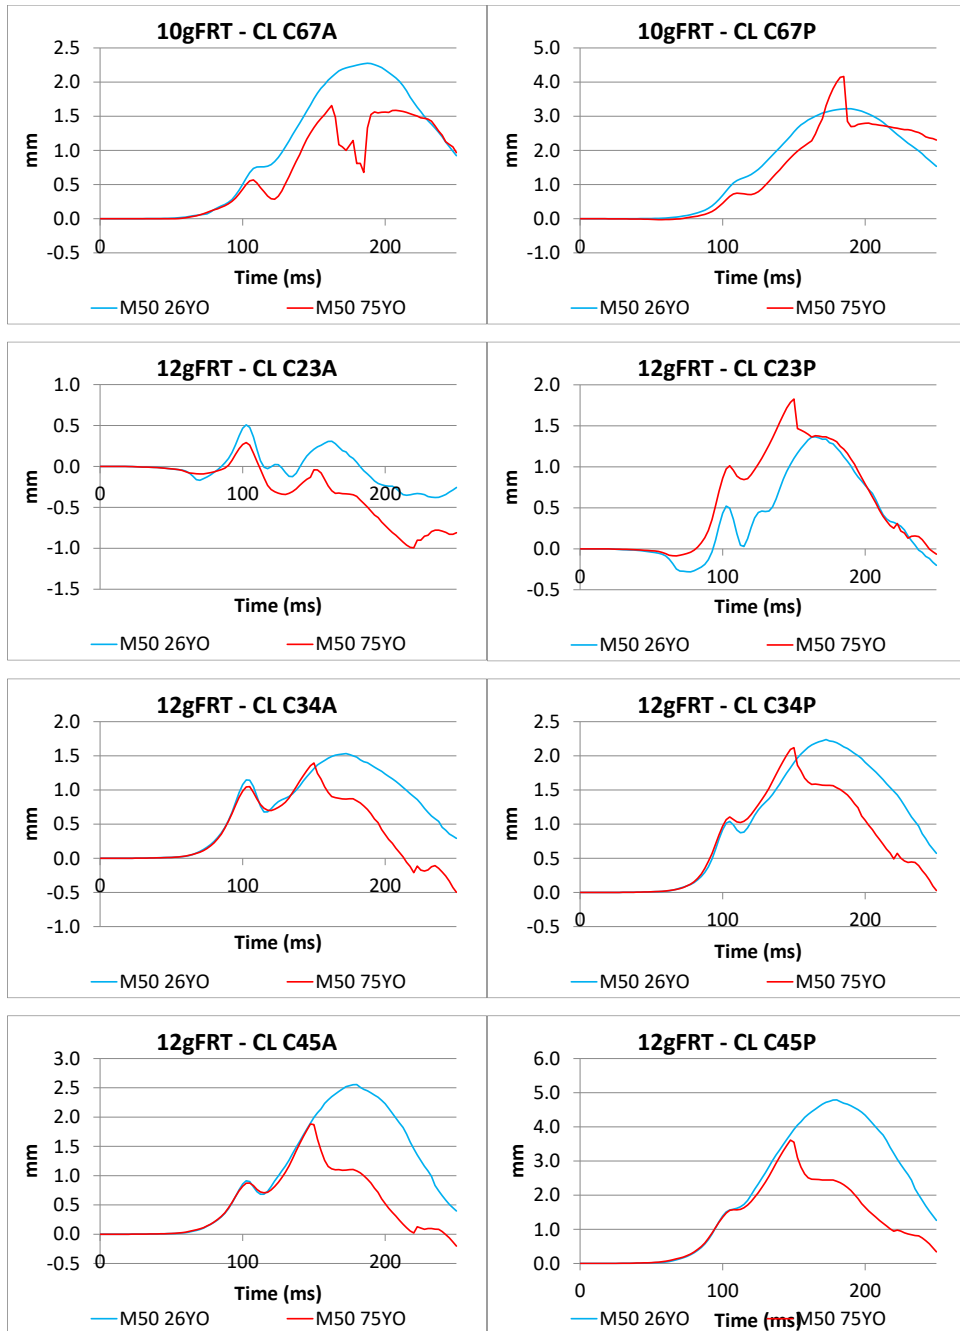 10gFRT - CL C67A
2.5
2.0
1.5
1.0
0.5
0.0
-0.5
0
100
200
mm
Time (ms)
M50 26YO
M50 75YO
10gFRT - CL C67P
5.0
4.0
3.0
2.0
1.0
0.0
-1.0
0
100
200
mm
Time (ms)
M50 26YO
M50 75YO
12gFRT - CL C23A
1.0
0.5
0.0
-0.5
-1.0
-1.5
0
100
200
mm
Time (ms)
M50 26YO
M50 75YO
12gFRT - CL C23P
2.0
1.5
1.0
0.5
0.0
-0.5
0
100
200
mm
Time (ms)
M50 26YO
M50 75YO
12gFRT - CL C34A
2.0
1.5
1.0
0.5
0.0
-0.5
-1.0
0
100
200
mm
Time (ms)
M50 26YO
M50 75YO
12gFRT - CL C34P
2.5
2.0
1.5
1.0
0.5
0.0
-0.5
0
100
200
mm
Time (ms)
M50 26YO
M50 75YO
12gFRT - CL C45A
3.0
2.5
2.0
1.5
1.0
0.5
0.0
-0.5
0
100
200
mm
Time (ms)
M50 26YO
M50 75YO
12gFRT - CL C45P
6.0
5.0
4.0
3.0
2.0
1.0
0.0
0
100
200
mm
Time (ms)
M50 26YO
M50 75YO